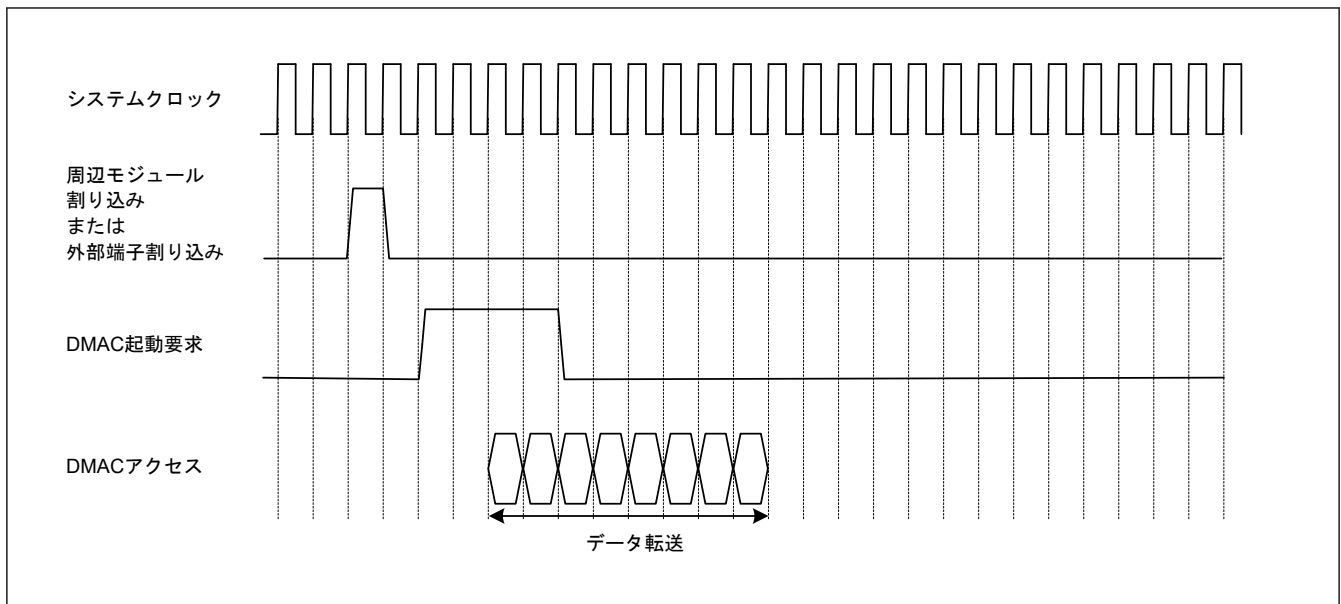 システムクロック
周辺モジュール
割り込み
または
外部端子割り込み
DMAC起動要求
DMACアクセス
データ転送